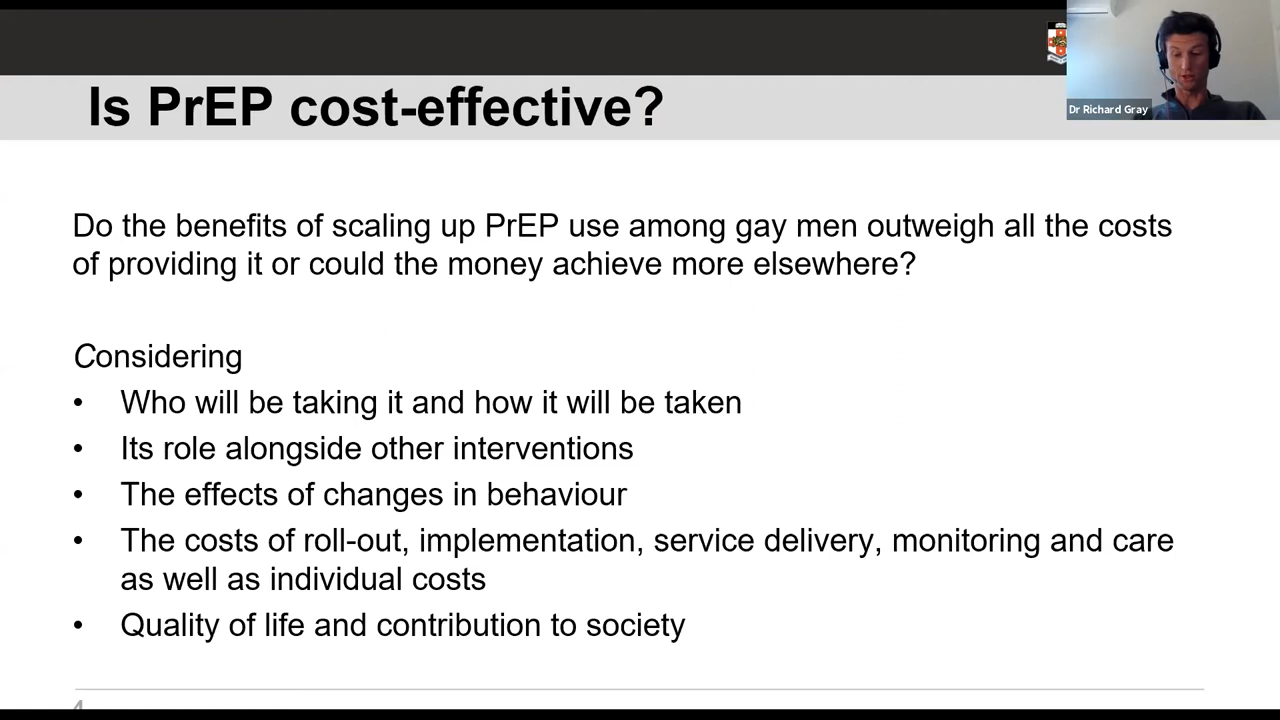 Is PrEP cost-effective?
Dr Richard Gray
Do the benefits of scaling up PrEP use among gay men outweigh all the costs
of providing it or could the money achieve more elsewhere?
Considering
• Who will be taking it and how it will be taken
• Its role alongside other interventions
• The effects of changes in behaviour
• The costs of roll-out, implementation, service delivery, monitoring and care
as well as individual costs
• Quality of life and contribution to society
4